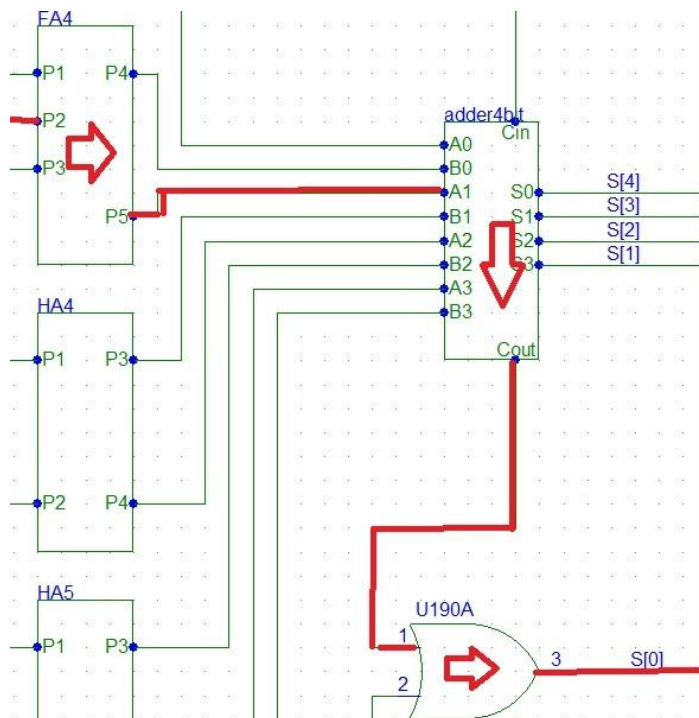 FA4
P1 P4
P2
P3
P5
adder4bit
Cin
A0
B0
A1 S0 S[4]
B1 S1 S[3]
A2 S2 S[2]
B2 S3 S[1]
A3
B3
Cout
HA4
P1 P3
P2 P4
HA5
P1 P3
U190A
1
2
3 S[0]